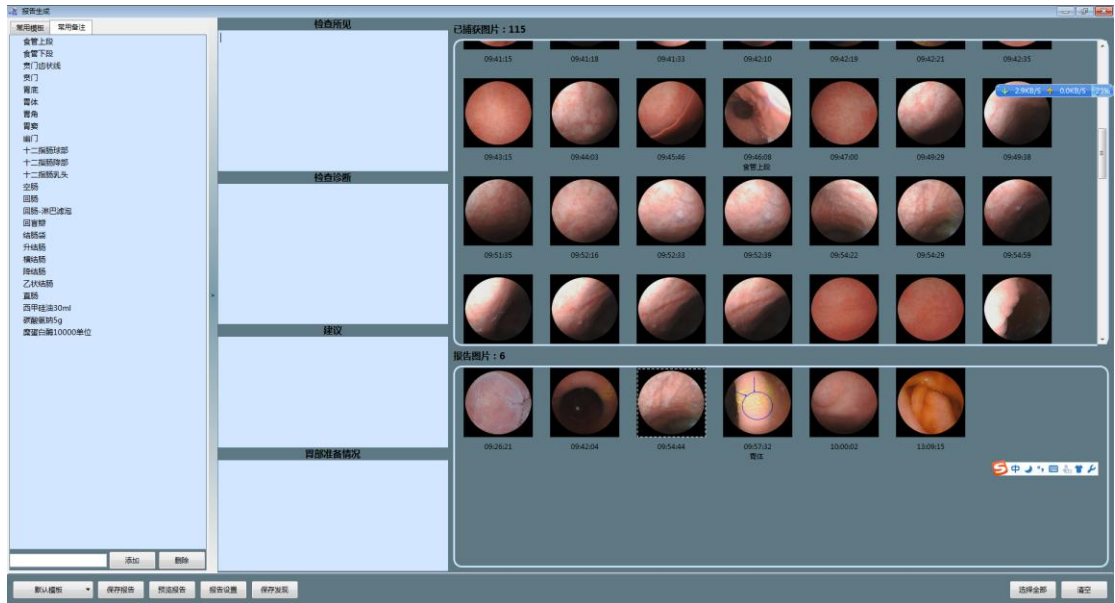 报告生成
常用模板 常用备注
食管上段
食管下段
贲门齿状线
贲门
胃底
胃体
胃角
胃窦
幽门
十二指肠球部
十二指肠降部
十二指肠乳头
空肠
回肠
回肠-淋巴滤泡
回盲瓣
结肠袋
升结肠
横结肠
降结肠
乙状结肠
直肠
西甲硅油30ml
碳酸氢钠5g
糜蛋白酶10000单位
添加 删除
检查所见
检查诊断
建议
胃部准备情况
已捕获图片：115
09:41:15 09:41:18 09:41:33 09:42:10 09:42:19 09:42:21 09:42:35
2.9KB/S 0.0KB/S
09:43:15 09:44:03 09:45:46 09:46:08 09:47:00 09:49:29 09:49:38
食管上段
09:51:35 09:52:16 09:52:33 09:52:39 09:54:22 09:54:29 09:54:59
报告图片：6
09:26:21 09:42:04 09:54:44 09:57:32 10:00:02 13:09:15
胃体
中
默认模板 保存报告 预览报告 报告设置 保存发现 选择全部 清空